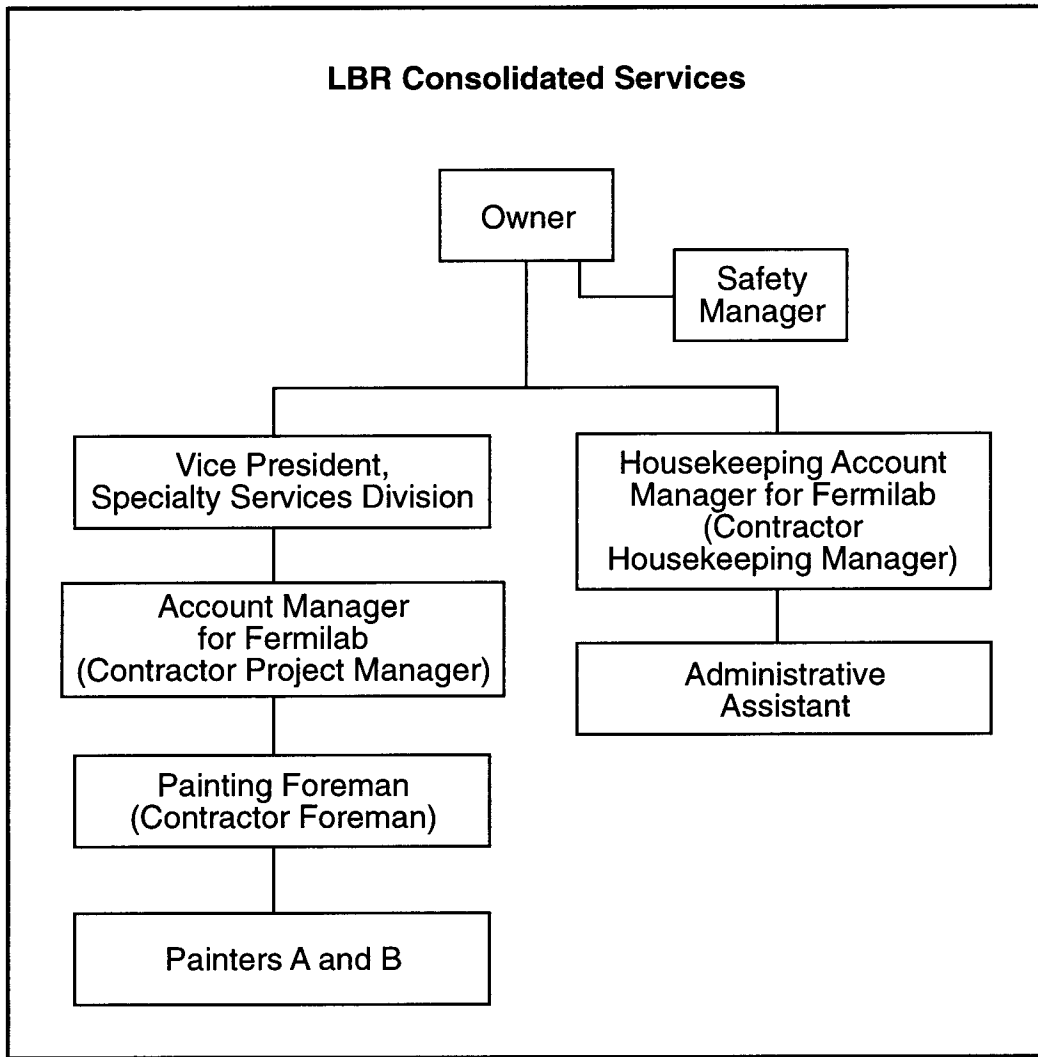 LBR Consolidated Services
Owner
Safety
Manager
Vice President,
Specialty Services Division
Housekeeping Account
Manager for Fermilab
(Contractor
Housekeeping Manager)
Account Manager
for Fermilab
(Contractor Project Manager)
Administrative
Assistant
Painting Foreman
(Contractor Foreman)
Painters A and B